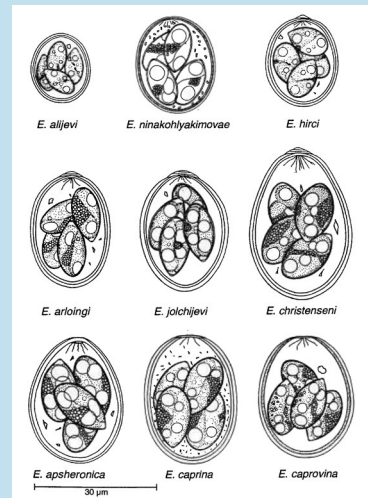 E. alijevi E. ninakohlyakimovae E. hirci
E. arloingi E. jolchijevi E. christenseni
E. apsheronica E. caprina E. caprovina
30 µm